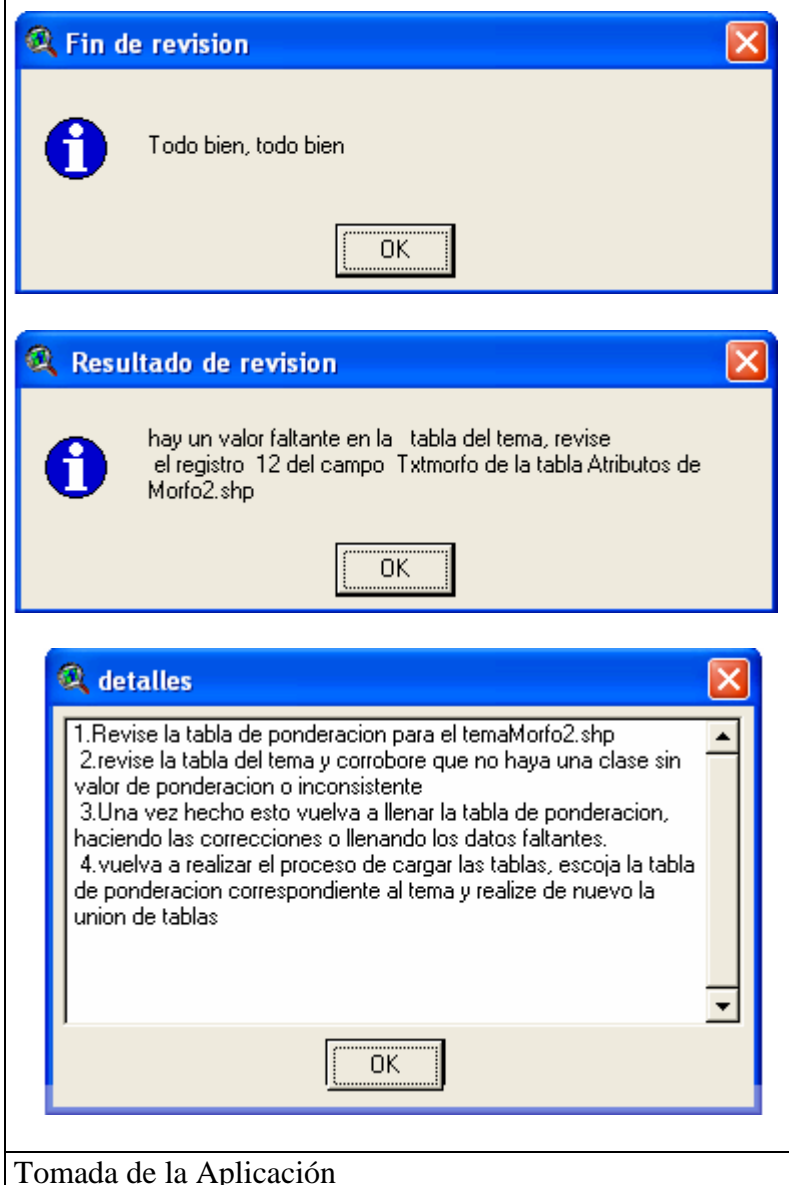 Fin de revision
Todo bien, todo bien
OK
Resultado de revision
hay un valor faltante en la  tabla del tema, revise
el registro  12 del campo  Txtmorfo de la tabla Atributos de
Morfo2.shp
OK
detalles
1.Revise la tabla de ponderacion para el temaMorfo2.shp
2.revise la tabla del tema y corrobore que no haya una clase sin
valor de ponderacion o inconsistente
3.Una vez hecho esto vuelva a llenar la tabla de ponderacion,
haciendo las correcciones o llenando los datos faltantes.
4.vuelva a realizar el proceso de cargar las tablas, escoja la tabla
de ponderacion correspondiente al tema y realize de nuevo la
union de tablas
OK
Tomada de la Aplicación